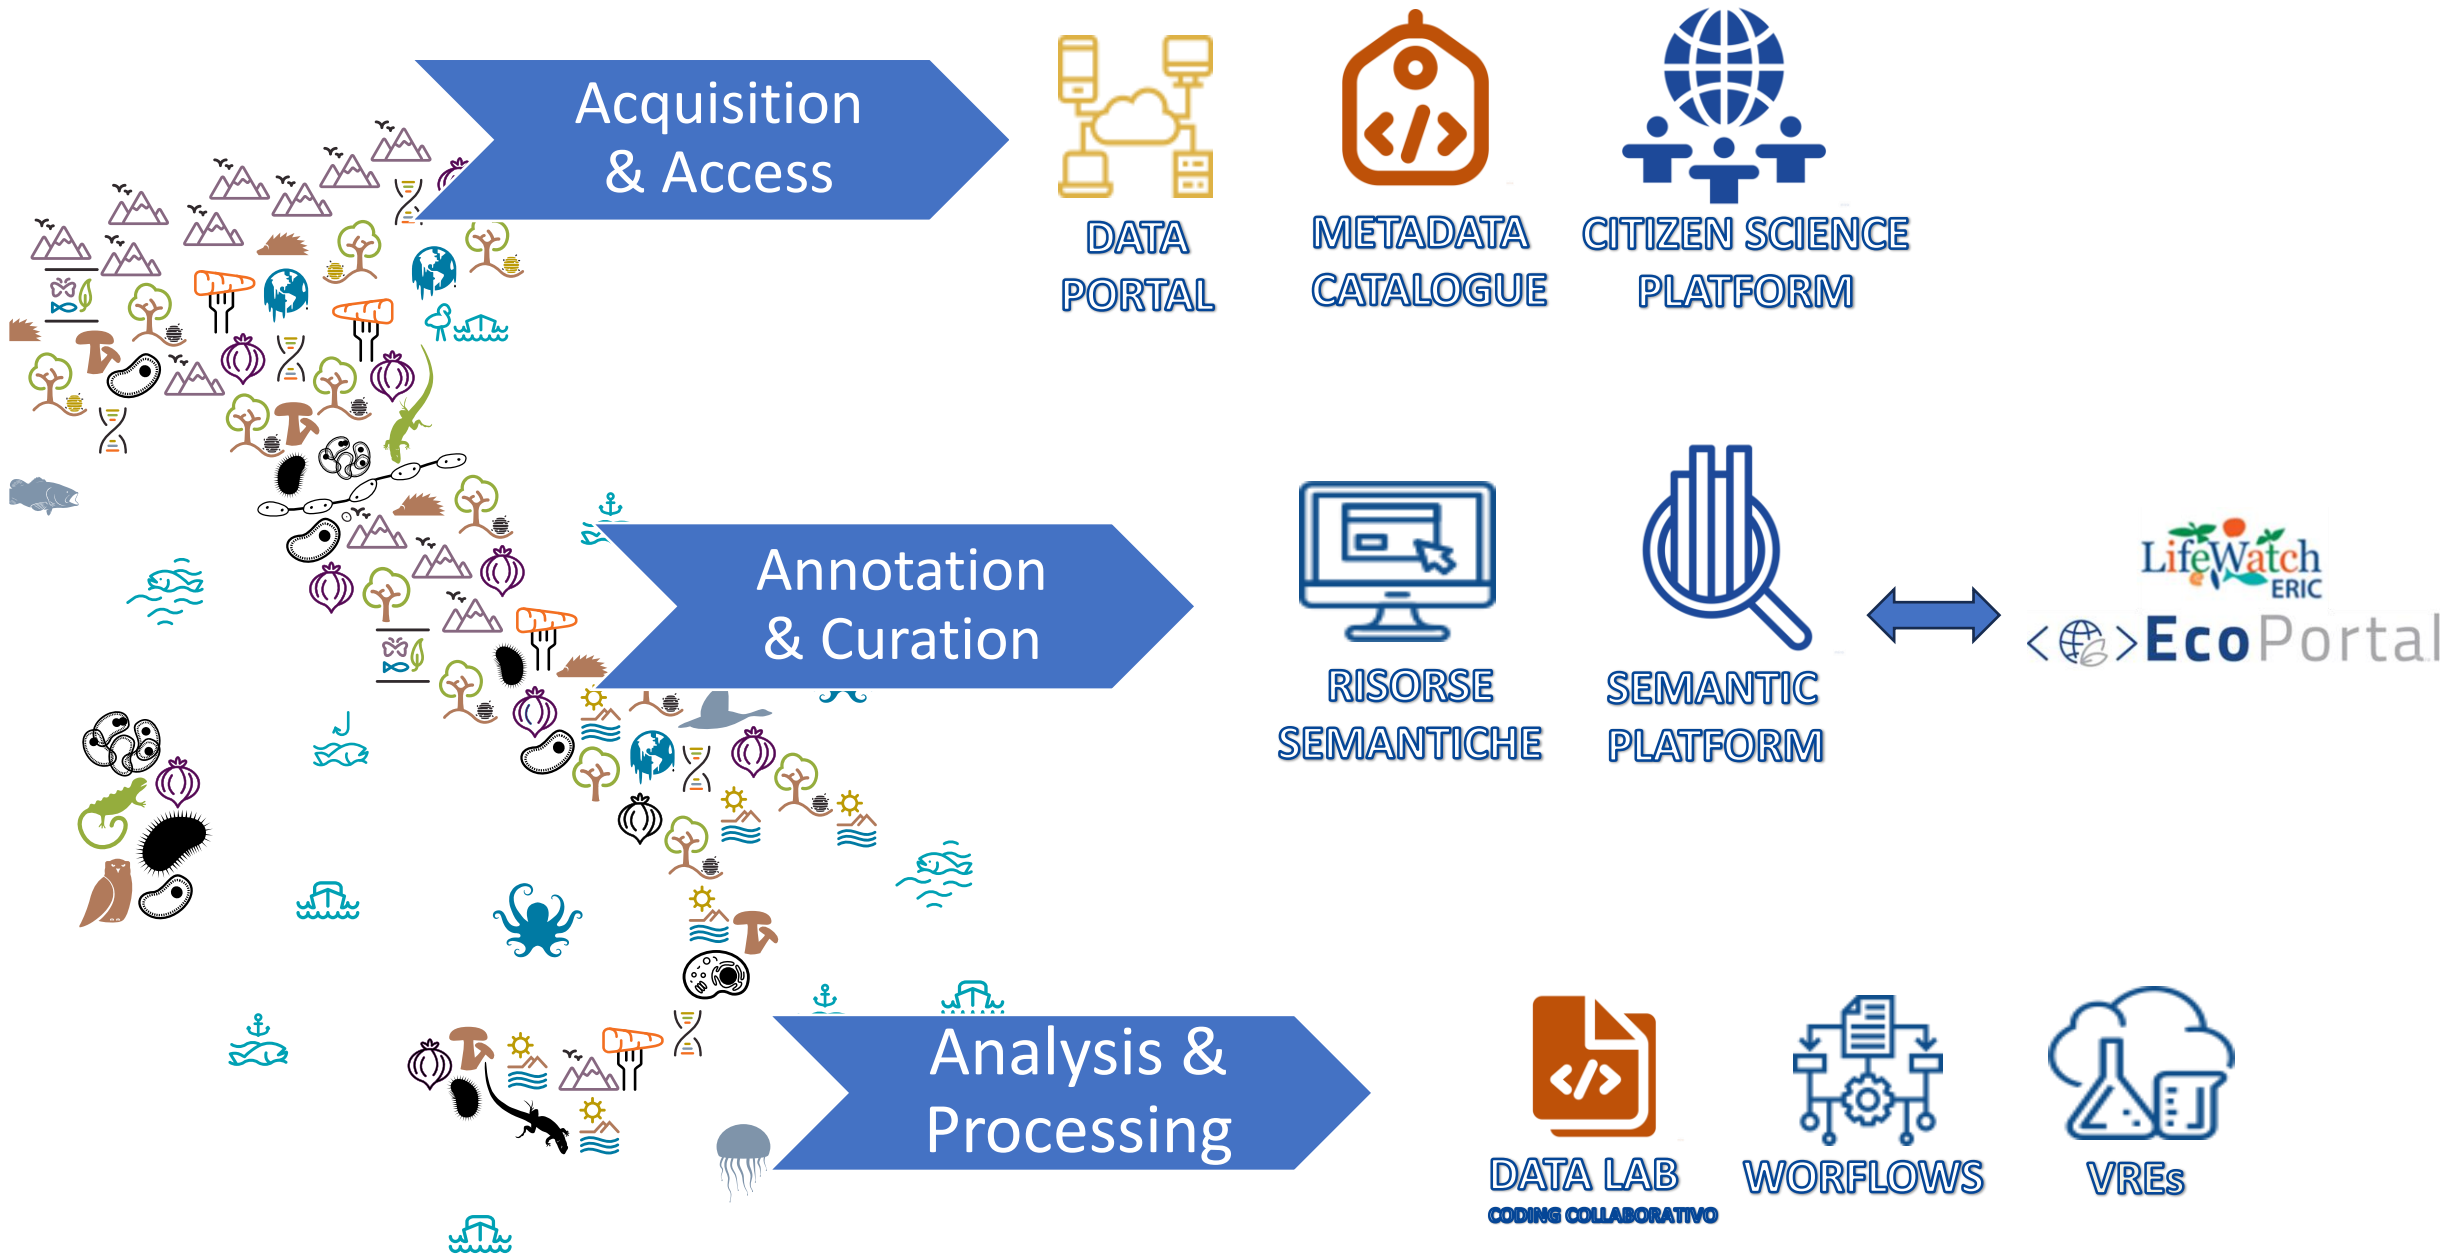 Acquisition
& Access
DATA
PORTAL
METADATA
CATALOGUE
CITIZEN SCIENCE
PLATFORM
Annotation
& Curation
RISORSE
SEMANTICHE
SEMANTIC
PLATFORM
LifeWatch
ERIC
<>EcoPortal
Analysis &
Processing
DATA LAB
CODING COLLABORATIVO
WORFLOWS
VREs